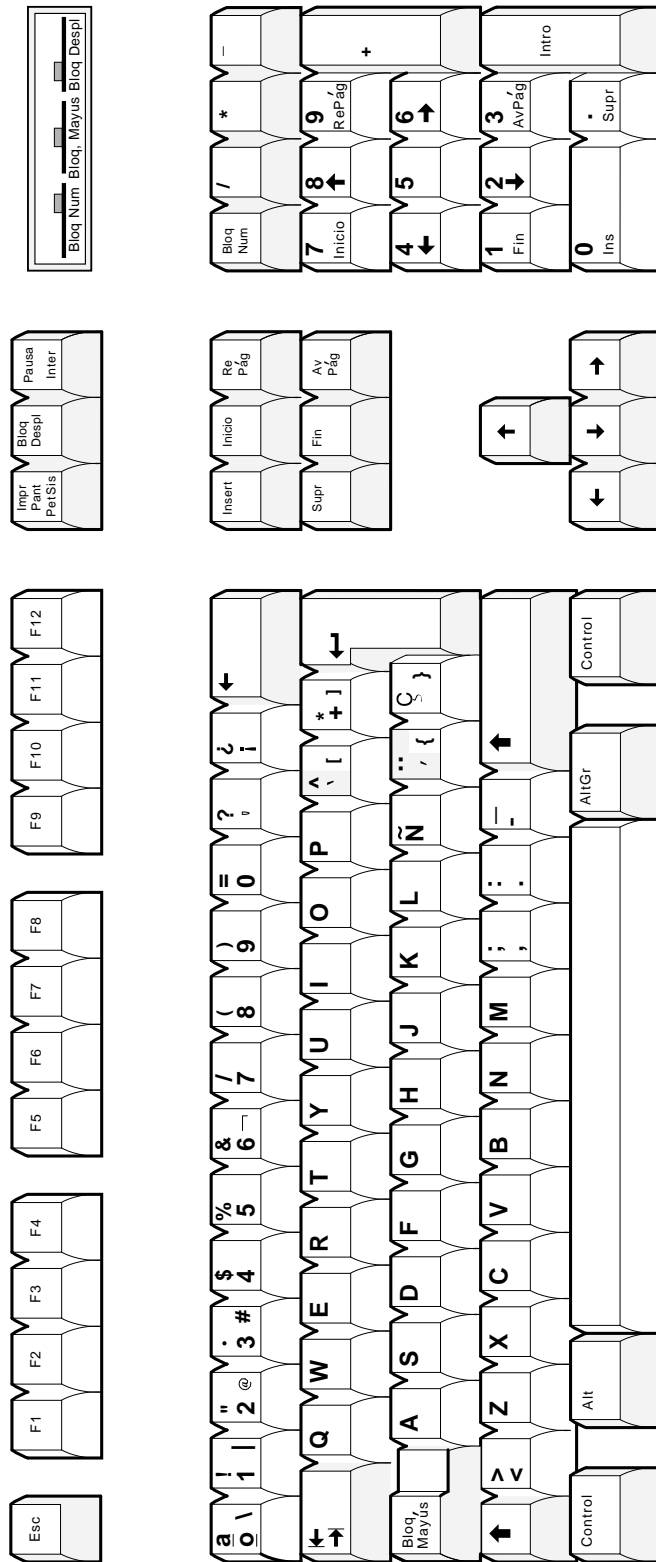 Esc
F1
F2
F3
F4
F5
F6
F7
F8
F9
F10
F11
F12
Impr
Pant
PetSis
Bloq
Despl
Pausa
Inter
Bloq Num Bloq, Mayus Bloq Despl
ª
º \
!
1 |
"
2 @
·
3 #
$
4
%
5
&
6 ¬
/
7
(
8
)
9
=
0
?
'
¿
¡
←
Insert
Inicio
Re
Pág
Bloq
Num
/
*
-
Q
W
E
R
T
Y
U
I
O
P
^
` [
*
+ ]
Supr
Fin
Av
Pág
7
Inicio
8
↑
9
RePág
+
Bloq,
Mayús
A
S
D
F
G
H
J
K
L
Ñ
¨
´ {
Ç }
4
←
5
6
→
>
<
Z
X
C
V
B
N
M
;
,
:
.
_
-
↑
1
Fin
2
↓
3
AvPág
Intro
Control
Alt
AltGr
Control
←
↓
→
0
Ins
.
Supr